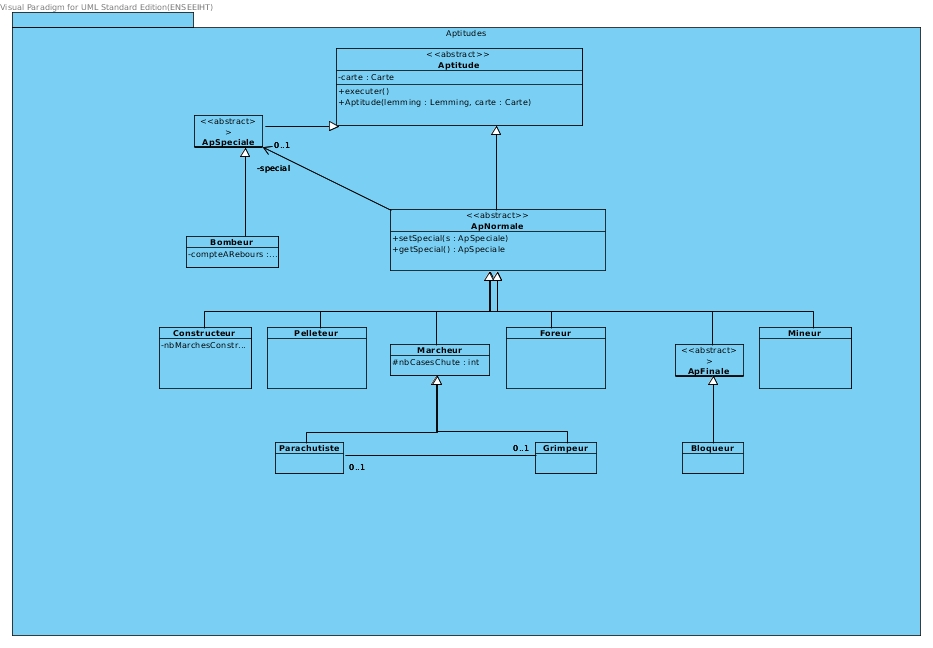 Visual Paradigm for UML Standard Edition(ENSEEIHT)
Aptitudes
<<abstract>>
Aptitude
-carte : Carte
+executer()
+Aptitude(lemming : Lemming, carte : Carte)
<<abstract>
>
ApSpeciale
0..1
-special
<<abstract>>
ApNormale
+setSpecial(s : ApSpeciale)
+getSpecial() : ApSpeciale
Bombeur
-compteARebours :...
Constructeur
-nbMarchesConstr...
Pelleteur
Marcheur
#nbCasesChute : int
Foreur
<<abstract>
>
ApFinale
Mineur
Parachutiste
0..1
0..1
Grimpeur
Bloqueur